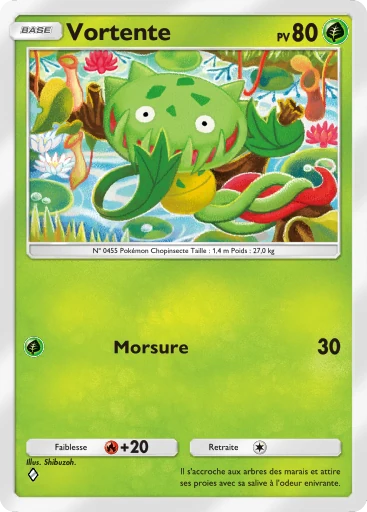 BASE Vortente PV 80
N° 0455 Pokémon Chopinsecte Taille : 1,4 m Poids : 27,0 kg
Morsure 30
Faiblesse +20 Retraite
Illus. Shibuzoh.
Il s'accroche aux arbres des marais et attire
ses proies avec sa salive à l'odeur enivrante.